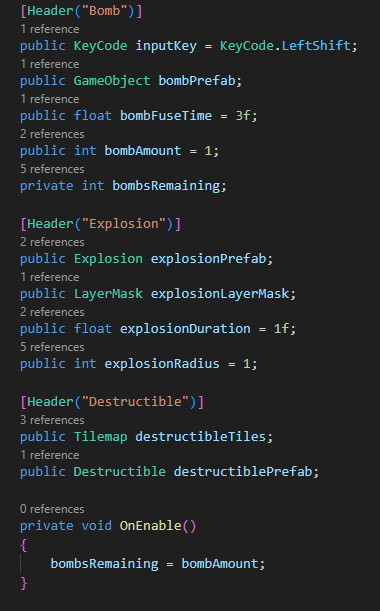 [Header("Bomb")]
1 reference
public KeyCode inputKey = KeyCode.LeftShift;
1 reference
public GameObject bombPrefab;
1 reference
public float bombFuseTime = 3f;
2 references
public int bombAmount = 1;
5 references
private int bombsRemaining;
[Header("Explosion")]
2 references
public Explosion explosionPrefab;
1 reference
public LayerMask explosionLayerMask;
2 references
public float explosionDuration = 1f;
5 references
public int explosionRadius = 1;
[Header("Destructible")]
3 references
public Tilemap destructibleTiles;
1 reference
public Destructible destructiblePrefab;
0 references
private void OnEnable()
{
bombsRemaining = bombAmount;
}